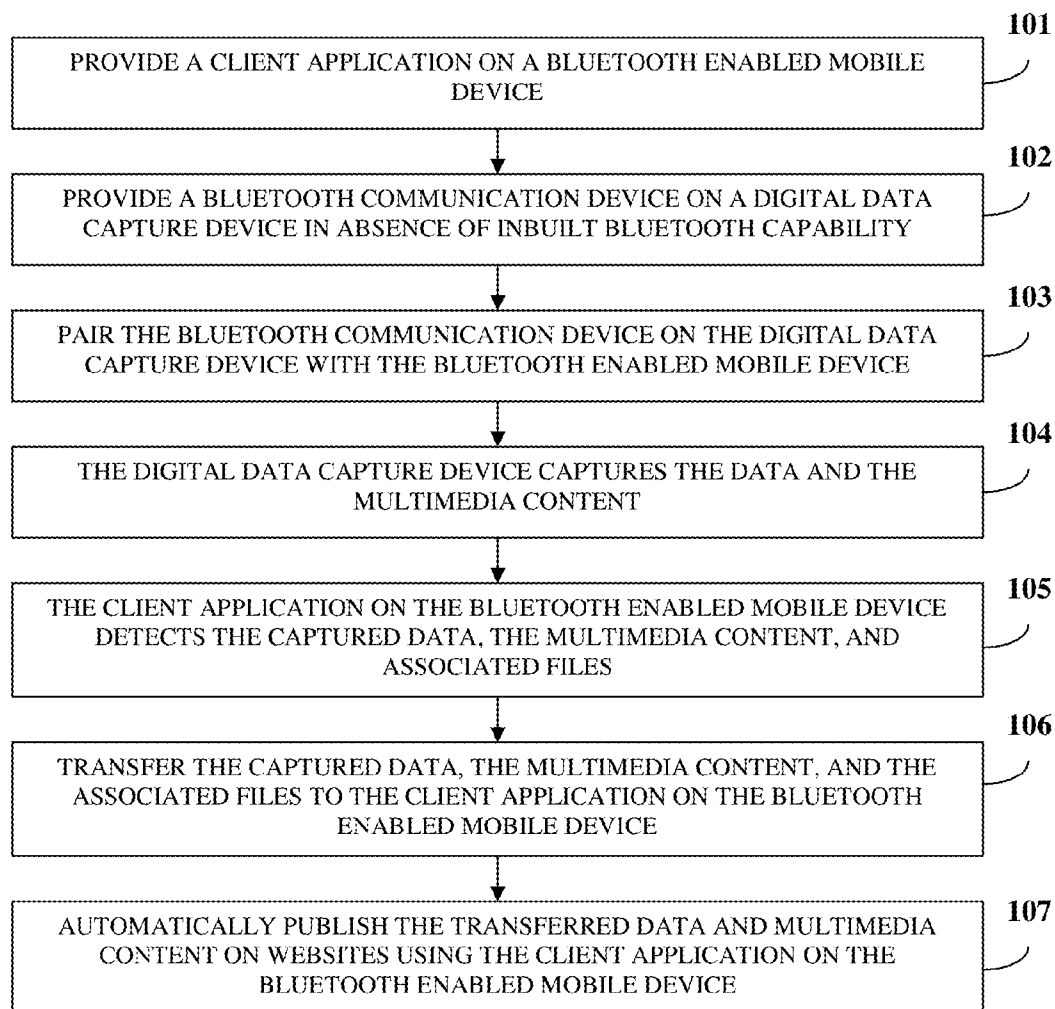 101
PROVIDE A CLIENT APPLICATION ON A BLUETOOTH ENABLED MOBILE
DEVICE
102
PROVIDE A BLUETOOTH COMMUNICATION DEVICE ON A DIGITAL DATA
CAPTURE DEVICE IN ABSENCE OF INBUILT BLUETOOTH CAPABILITY
103
PAIR THE BLUETOOTH COMMUNICATION DEVICE ON THE DIGITAL DATA
CAPTURE DEVICE WITH THE BLUETOOTH ENABLED MOBILE DEVICE
104
THE DIGITAL DATA CAPTURE DEVICE CAPTURES THE DATA AND THE
MULTIMEDIA CONTENT
105
THE CLIENT APPLICATION ON THE BLUETOOTH ENABLED MOBILE DEVICE
DETECTS THE CAPTURED DATA, THE MULTIMEDIA CONTENT, AND
ASSOCIATED FILES
106
TRANSFER THE CAPTURED DATA, THE MULTIMEDIA CONTENT, AND THE
ASSOCIATED FILES TO THE CLIENT APPLICATION ON THE BLUETOOTH
ENABLED MOBILE DEVICE
107
AUTOMATICALLY PUBLISH THE TRANSFERRED DATA AND MULTIMEDIA
CONTENT ON WEBSITES USING THE CLIENT APPLICATION ON THE
BLUETOOTH ENABLED MOBILE DEVICE